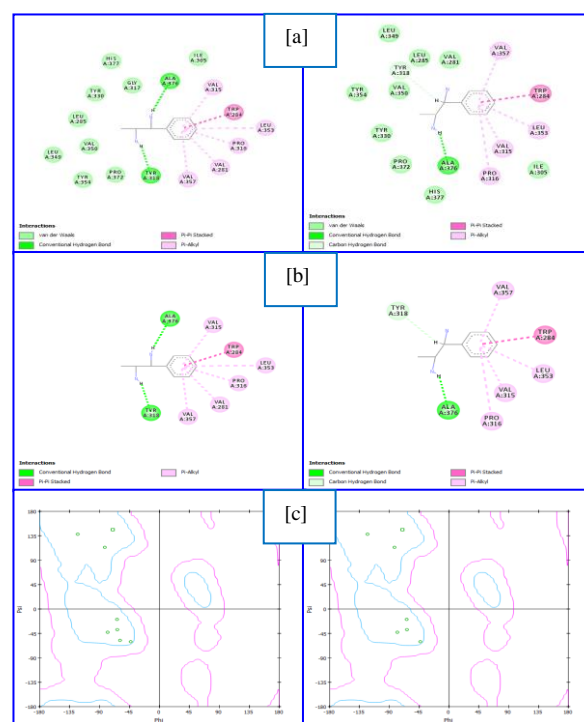 [a]
ILE
A:305
HIS
A:377
ALA
A:376
GLY
A:317
VAL
A:315
TYR
A:330
TRP
A:284
LEU
A:285
LEU
A:353
VAL
A:350
PRO
A:316
LEU
A:349
VAL
A:281
TYR
A:354
PRO
A:372
TYR
A:318
VAL
A:357
H
H
Interactions
van der Waals
Conventional Hydrogen Bond
Pi-Pi Stacked
Pi-Alkyl
LEU
A:349
LEU
A:285
VAL
A:281
VAL
A:357
TYR
A:318
TYR
A:354
VAL
A:350
TRP
A:284
TYR
A:330
LEU
A:353
VAL
A:315
PRO
A:372
ALA
A:376
PRO
A:316
ILE
A:305
HIS
A:377
H
H
Interactions
van der Waals
Conventional Hydrogen Bond
Carbon Hydrogen Bond
Pi-Pi Stacked
Pi-Alkyl
[b]
ALA
A:376
VAL
A:315
TRP
A:284
LEU
A:353
PRO
A:316
VAL
A:281
TYR
A:318
VAL
A:357
H
H
Interactions
Conventional Hydrogen Bond
Pi-Pi Stacked
Pi-Alkyl
VAL
A:357
TYR
A:318
TRP
A:284
LEU
A:353
VAL
A:315
ALA
A:376
PRO
A:316
H
H
Interactions
Conventional Hydrogen Bond
Carbon Hydrogen Bond
Pi-Pi Stacked
Pi-Alkyl
[c]
180
135
90
45
0
-45
-90
-135
-180
Psi
-180 -135 -90 -45 0 45 90 135 180
Phi
180
135
90
45
0
-45
-90
-135
-180
Psi
-180 -135 -90 -45 0 45 90 135 180
Phi